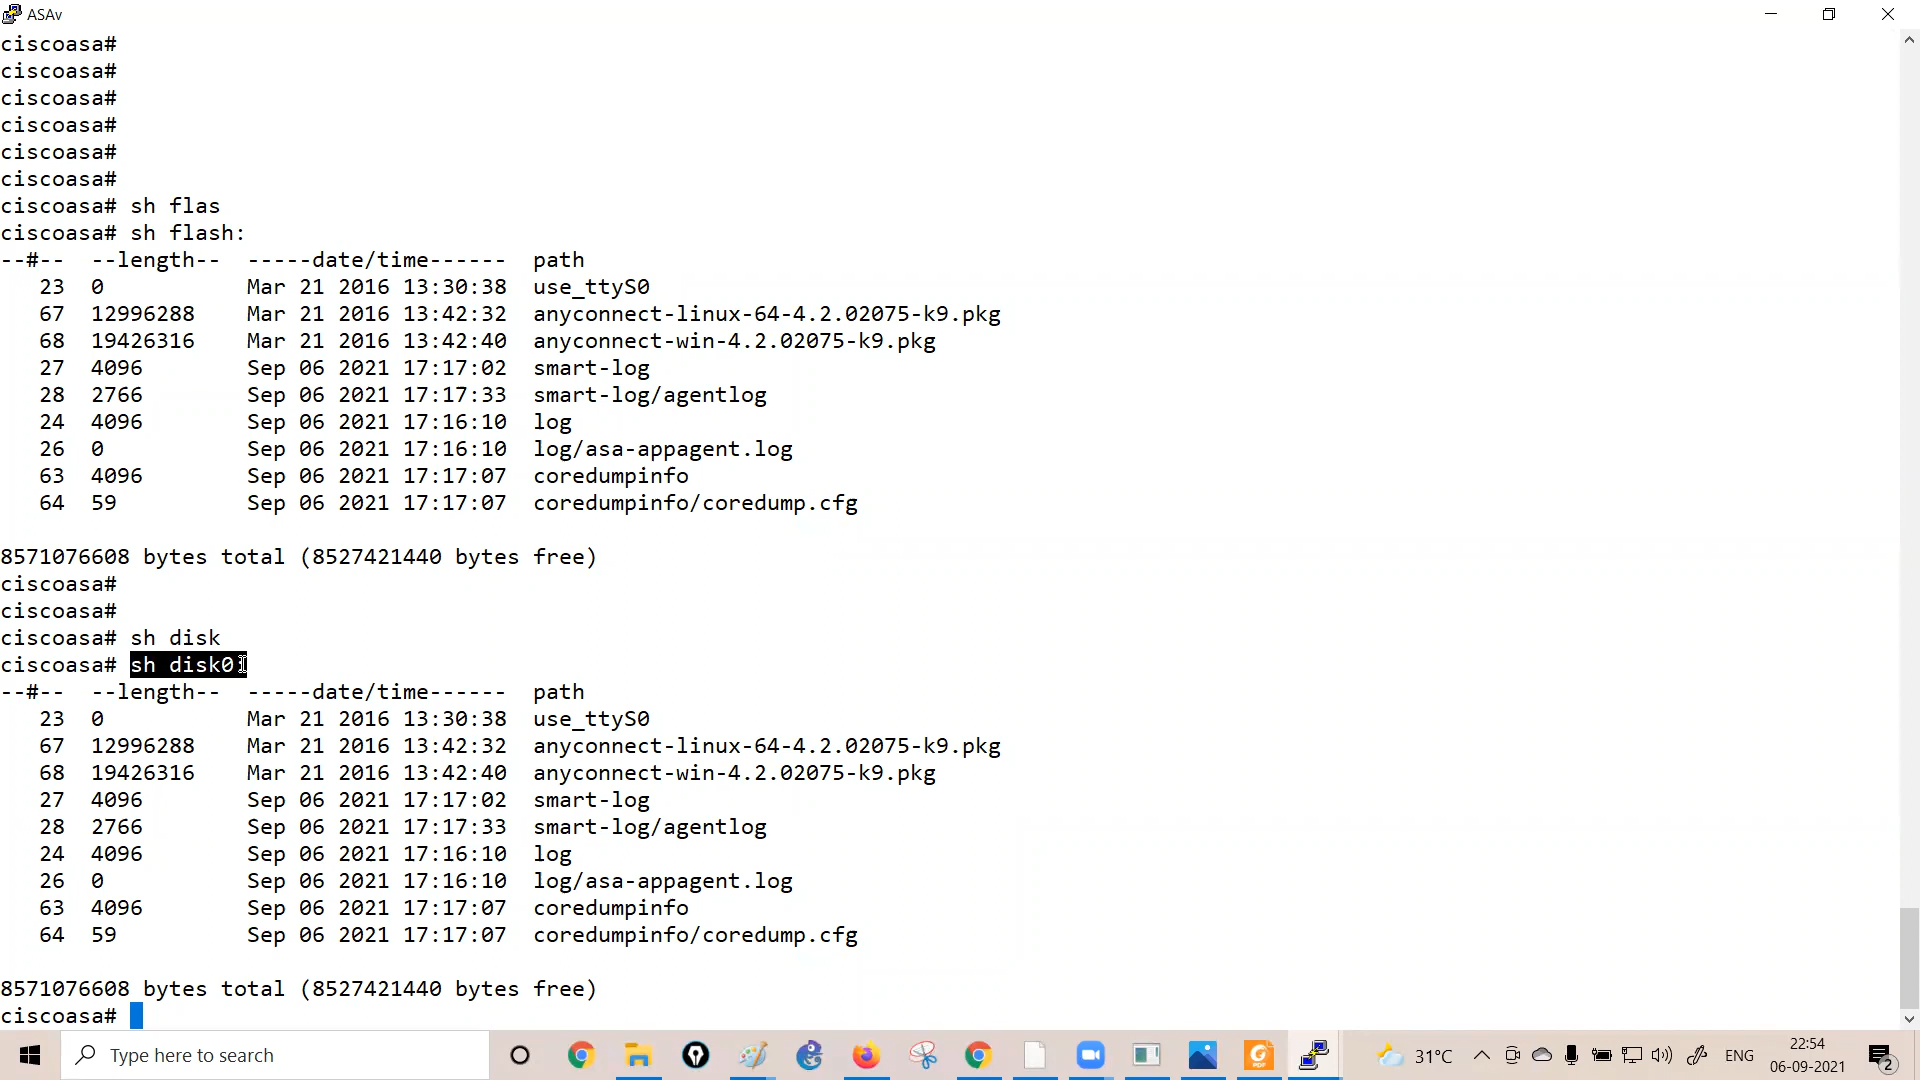 ASAv
ciscoasa#
ciscoasa#
ciscoasa#
ciscoasa#
ciscoasa#
ciscoasa#
ciscoasa# sh flas
ciscoasa# sh flash:
--#--  --length--  -----date/time------  path
   23  0           Mar 21 2016 13:30:38  use_ttyS0
   67  12996288    Mar 21 2016 13:42:32  anyconnect-linux-64-4.2.02075-k9.pkg
   68  19426316    Mar 21 2016 13:42:40  anyconnect-win-4.2.02075-k9.pkg
   27  4096        Sep 06 2021 17:17:02  smart-log
   28  2766        Sep 06 2021 17:17:33  smart-log/agentlog
   24  4096        Sep 06 2021 17:16:10  log
   26  0           Sep 06 2021 17:16:10  log/asa-appagent.log
   63  4096        Sep 06 2021 17:17:07  coredumpinfo
   64  59          Sep 06 2021 17:17:07  coredumpinfo/coredump.cfg
8571076608 bytes total (8527421440 bytes free)
ciscoasa#
ciscoasa#
ciscoasa# sh disk
ciscoasa# sh disk0:
--#--  --length--  -----date/time------  path
   23  0           Mar 21 2016 13:30:38  use_ttyS0
   67  12996288    Mar 21 2016 13:42:32  anyconnect-linux-64-4.2.02075-k9.pkg
   68  19426316    Mar 21 2016 13:42:40  anyconnect-win-4.2.02075-k9.pkg
   27  4096        Sep 06 2021 17:17:02  smart-log
   28  2766        Sep 06 2021 17:17:33  smart-log/agentlog
   24  4096        Sep 06 2021 17:16:10  log
   26  0           Sep 06 2021 17:16:10  log/asa-appagent.log
   63  4096        Sep 06 2021 17:17:07  coredumpinfo
   64  59          Sep 06 2021 17:17:07  coredumpinfo/coredump.cfg
8571076608 bytes total (8527421440 bytes free)
ciscoasa#
Type here to search
31°C
ENG
22:54
06-09-2021
2